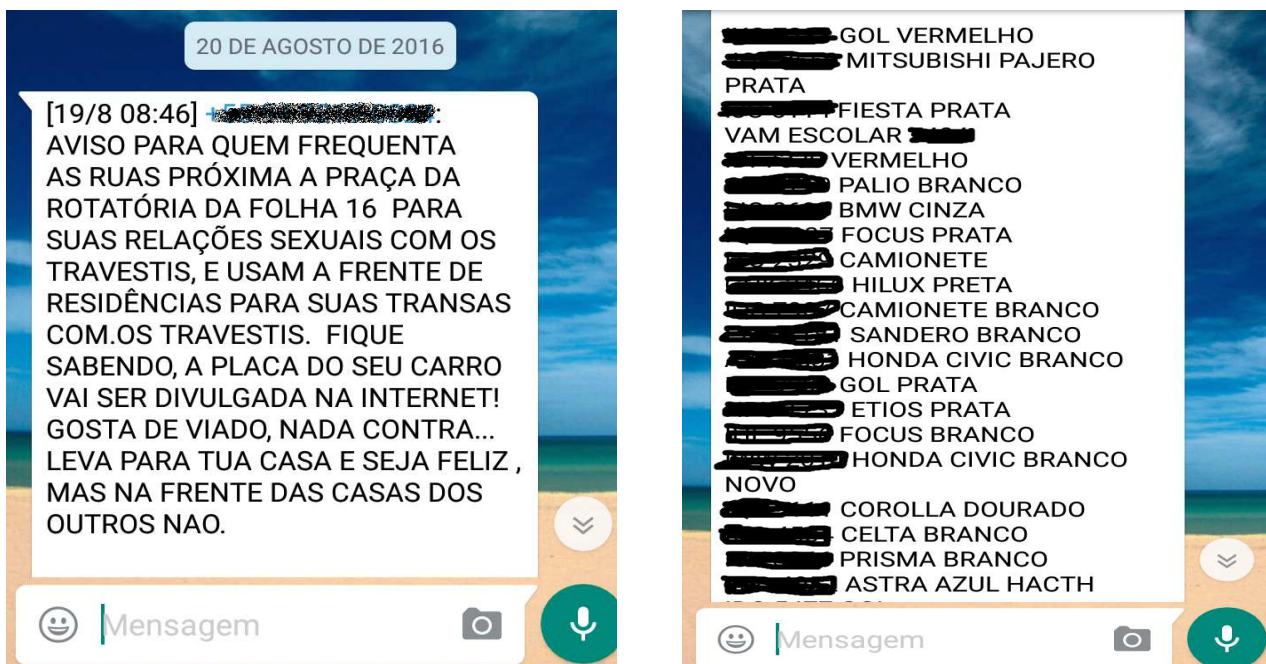 20 DE AGOSTO DE 2016
[19/8 08:46]
AVISO PARA QUEM FREQUENTA
AS RUAS PRÓXIMA A PRAÇA DA
ROTATÓRIA DA FOLHA 16 PARA
SUAS RELAÇÕES SEXUAIS COM OS
TRAVESTIS, E USAM A FRENTE DE
RESIDÊNCIAS PARA SUAS TRANSAS
COM.OS TRAVESTIS. FIQUE
SABENDO, A PLACA DO SEU CARRO
VAI SER DIVULGADA NA INTERNET!
GOSTA DE VIADO, NADA CONTRA...
LEVA PARA TUA CASA E SEJA FELIZ ,
MAS NA FRENTE DAS CASAS DOS
OUTROS NAO.
Mensagem
GOL VERMELHO
MITSUBISHI PAJERO
PRATA
FIESTA PRATA
VAM ESCOLAR
VERMELHO
PALIO BRANCO
BMW CINZA
FOCUS PRATA
CAMIONETE
HILUX PRETA
CAMIONETE BRANCO
SANDERO BRANCO
HONDA CIVIC BRANCO
GOL PRATA
ETIOS PRATA
FOCUS BRANCO
HONDA CIVIC BRANCO
NOVO
COROLLA DOURADO
CELTA BRANCO
PRISMA BRANCO
ASTRA AZUL HACTH
Mensagem